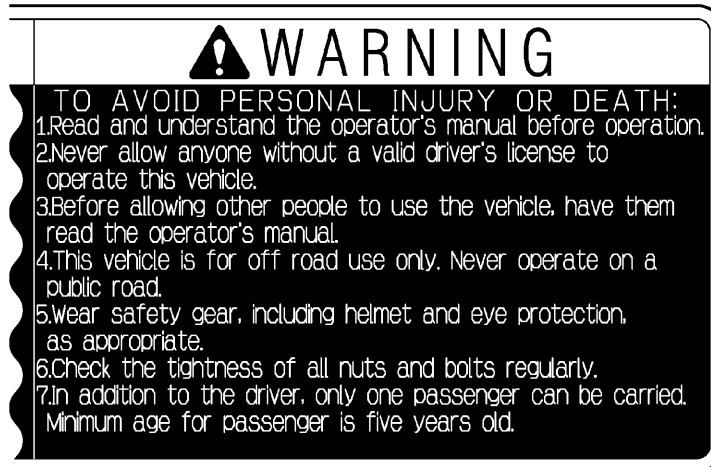 WARNING
TO AVOID PERSONAL INJURY OR DEATH:
1.Read and understand the operator's manual before operation.
2.Never allow anyone without a valid driver's license to
operate this vehicle.
3.Before allowing other people to use the vehicle, have them
read the operator's manual.
4.This vehicle is for off road use only. Never operate on a
public road.
5.Wear safety gear, including helmet and eye protection,
as appropriate.
6.Check the tightness of all nuts and bolts regularly.
7.In addition to the driver, only one passenger can be carried.
Minimum age for passenger is five years old.